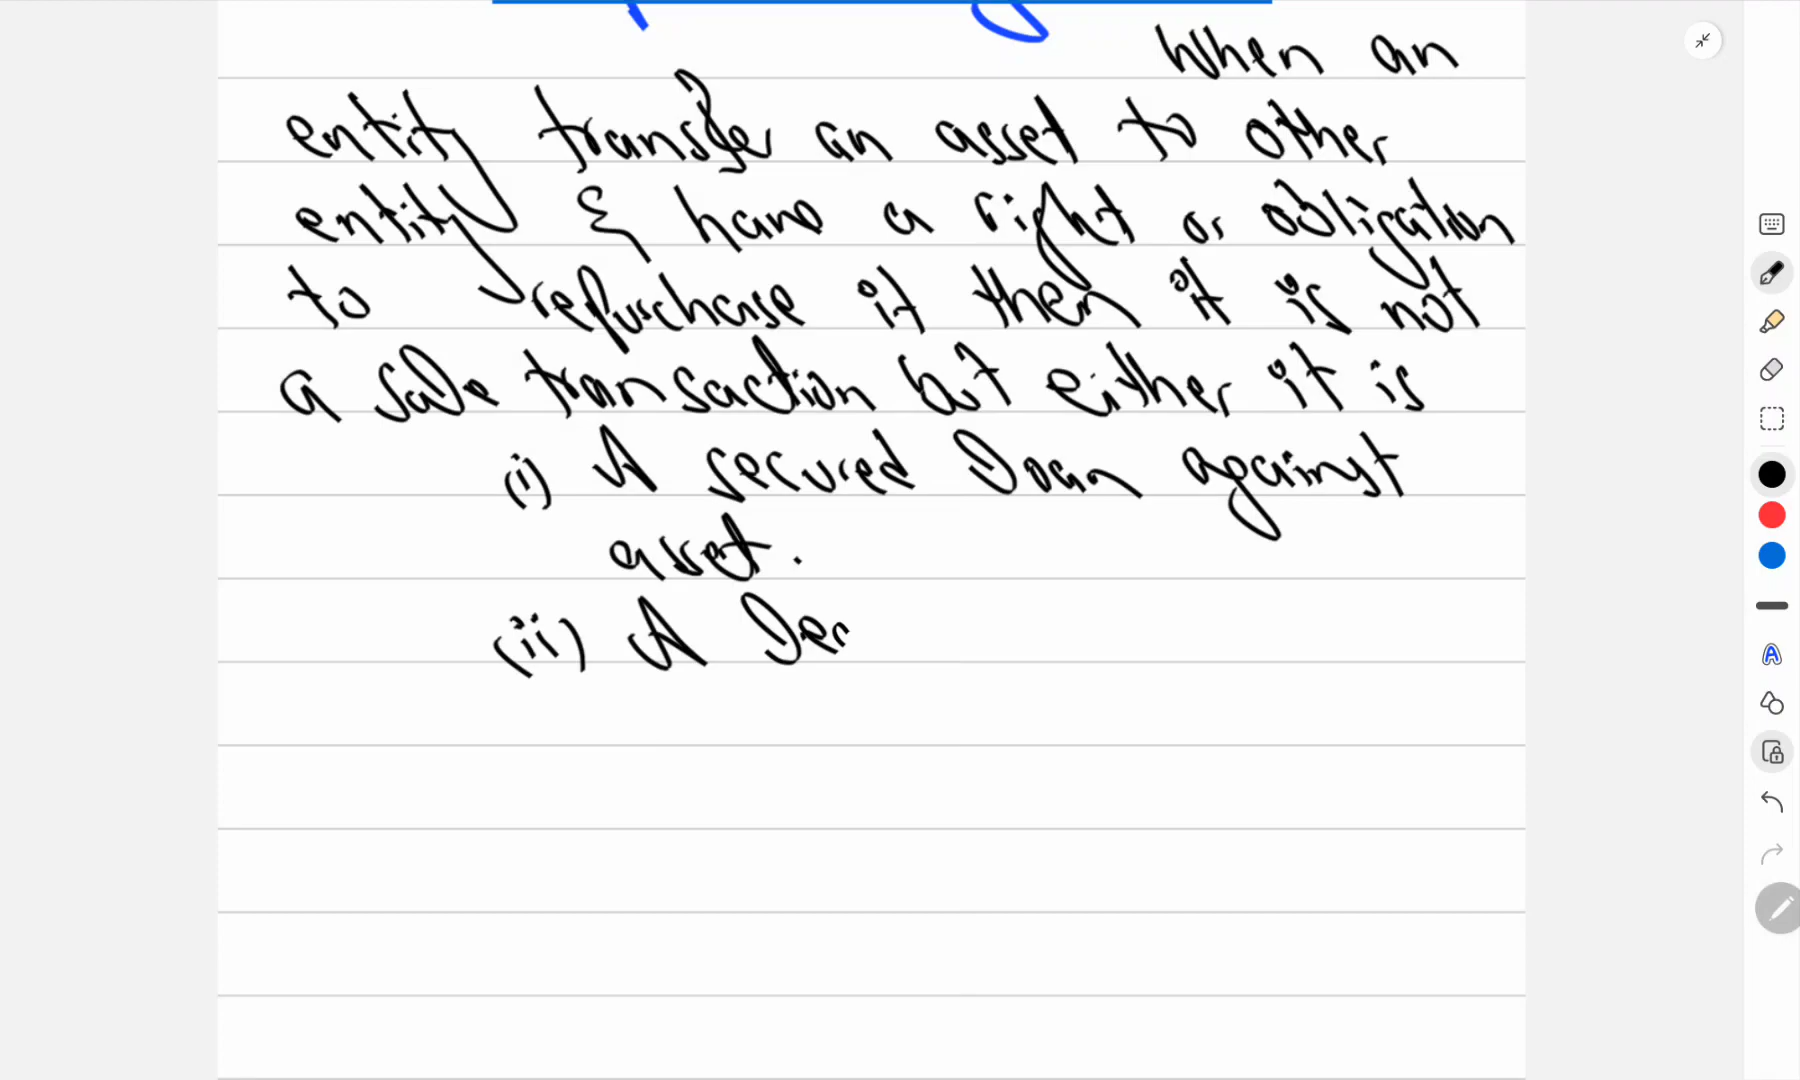 When an
entity transfer an asset to other
entity & have a right or obligation
to repurchase it then it is not
a sale transaction but either it is
(i) A secured loan against
asset.
(ii) A
A